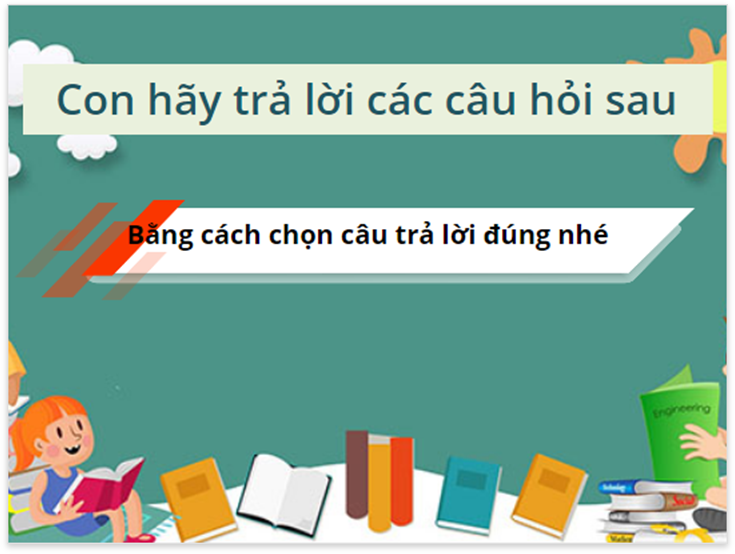 Con hãy trả lời các câu hỏi sau
Bằng cách chọn câu trả lời đúng nhé
Engineering